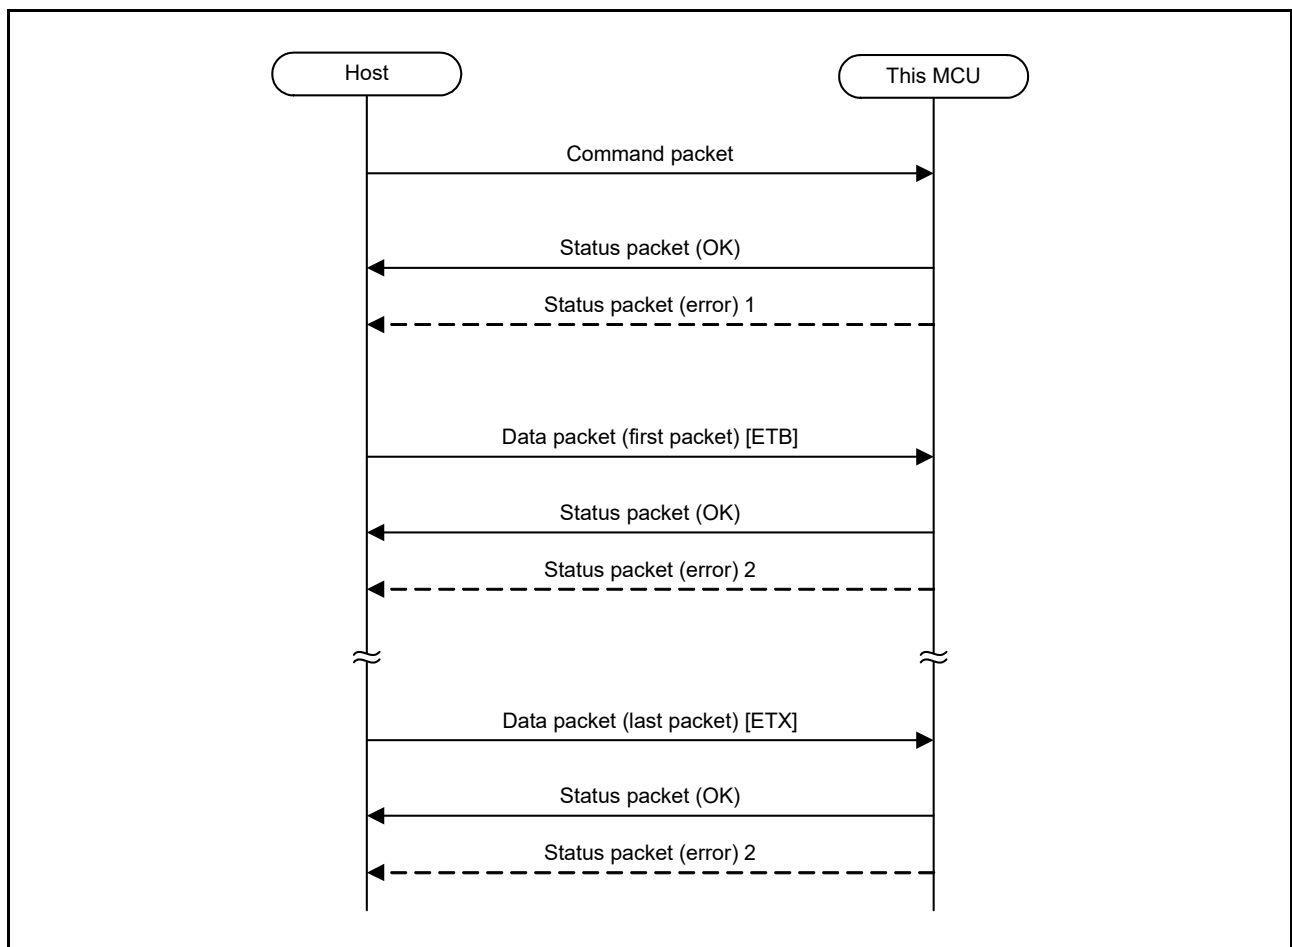 Host
This MCU
Command packet
Status packet (OK)
Status packet (error) 1
Data packet (first packet) [ETB]
Status packet (OK)
Status packet (error) 2
Data packet (last packet) [ETX]
Status packet (OK)
Status packet (error) 2